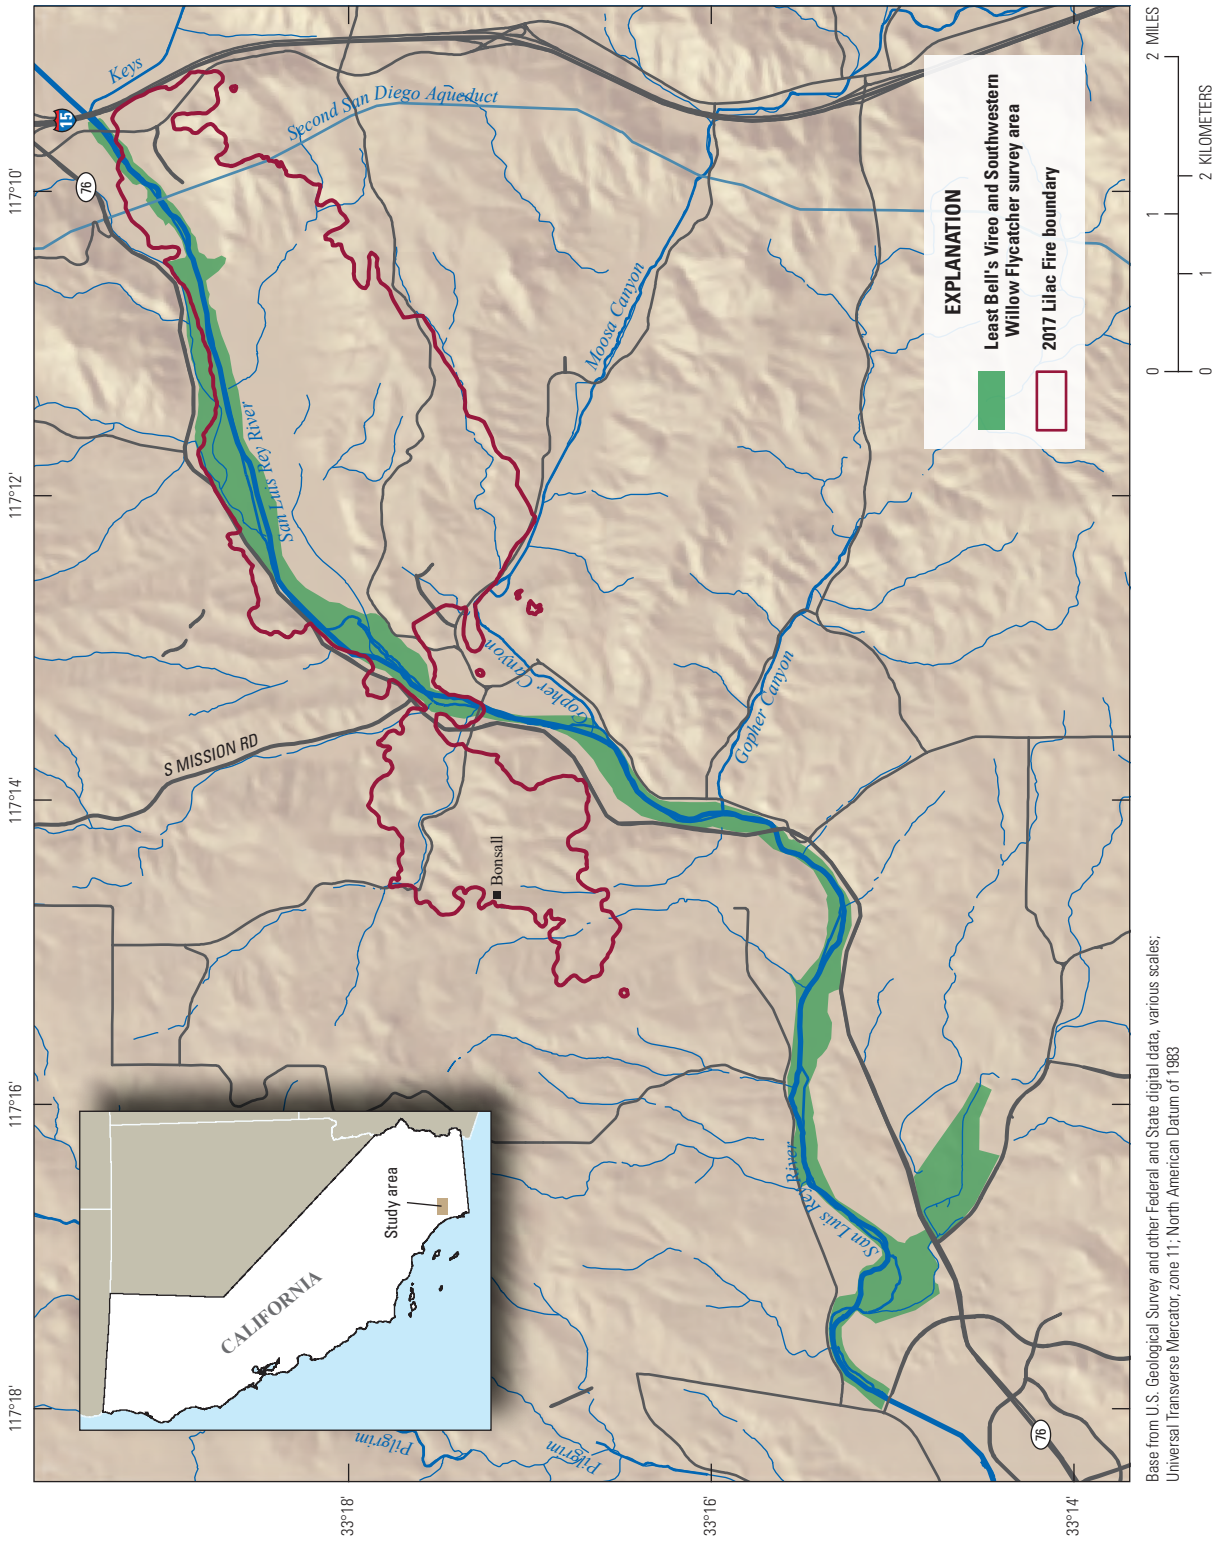 117°18'
117°16'
117°14'
117°12'
117°10'
33°18'
33°16'
33°14'
CALIFORNIA
Study area
S MISSION RD
Bonsall
Keys
15
76
Second San Diego Aqueduct
San Luis Rey River
Moosa Canyon
Gopher Canyon
Gopher Canyon
San Luis Rey River
Pilgrim
Pilgrim
76
EXPLANATION
Least Bell's Vireo and Southwestern
Willow Flycatcher survey area
2017 Lilac Fire boundary
Base from U.S. Geological Survey and other Federal and State digital data, various scales;
Universal Transverse Mercator, zone 11; North American Datum of 1983
0 1 2 MILES
0 1 2 KILOMETERS